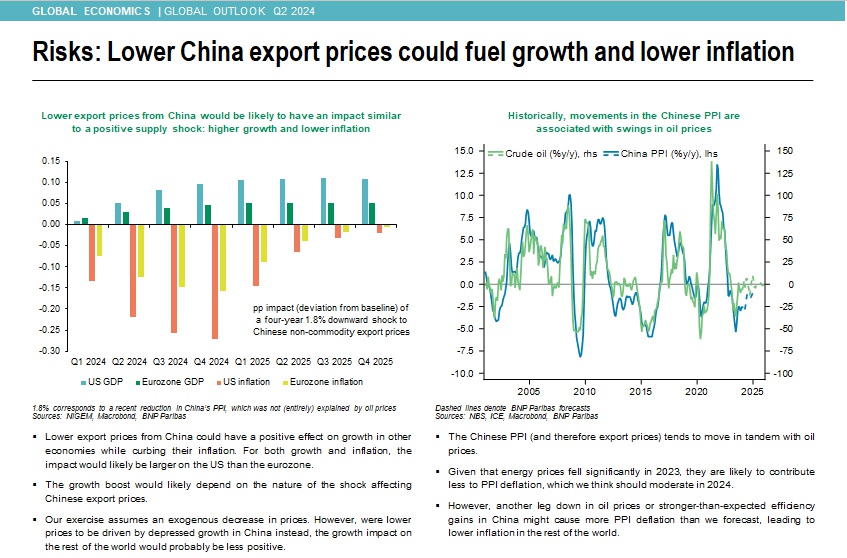 GLOBAL ECONOMICS | GLOBAL OUTLOOK Q2 2024
Risks: Lower China export prices could fuel growth and lower inflation
Lower export prices from China would be likely to have an impact similar
to a positive supply shock: higher growth and lower inflation
0.15
0.10
0.05
0.00
-0.05
-0.10
-0.15
-0.20
-0.25
-0.30
pp impact (deviation from baseline) of
a four-year 1.8% downward shock to
Chinese non-commodity export prices
Q1 2024 Q2 2024 Q3 2024 Q4 2024 Q1 2025 Q2 2025 Q3 2025 Q4 2025
US GDP Eurozone GDP US inflation Eurozone inflation
1.8% corresponds to a recent reduction in China's PPI, which was not (entirely) explained by oil prices
Sources: NIGEM, Macrobond, BNP Paribas
▪ Lower export prices from China could have a positive effect on growth in other
economies while curbing their inflation. For both growth and inflation, the
impact would likely be larger on the US than the eurozone.
▪ The growth boost would likely depend on the nature of the shock affecting
Chinese export prices.
▪ Our exercise assumes an exogenous decrease in prices. However, were lower
prices to be driven by depressed growth in China instead, the growth impact on
the rest of the world would probably be less positive.
Historically, movements in the Chinese PPI are
associated with swings in oil prices
Crude oil (%y/y), rhs China PPI (%y/y), lhs
15.0
12.5
10.0
7.5
5.0
2.5
0.0
-2.5
-5.0
-7.5
-10.0
150
125
100
75
50
25
0
-25
-50
-75
-100
2005 2010 2015 2020 2025
Dashed lines denote BNP Paribas forecasts
Sources: NBS, ICE, Macrobond, BNP Paribas
▪ The Chinese PPI (and therefore export prices) tends to move in tandem with oil
prices.
▪ Given that energy prices fell significantly in 2023, they are likely to contribute
less to PPI deflation, which we think should moderate in 2024.
▪ However, another leg down in oil prices or stronger-than-expected efficiency
gains in China might cause more PPI deflation than we forecast, leading to
lower inflation in the rest of the world.